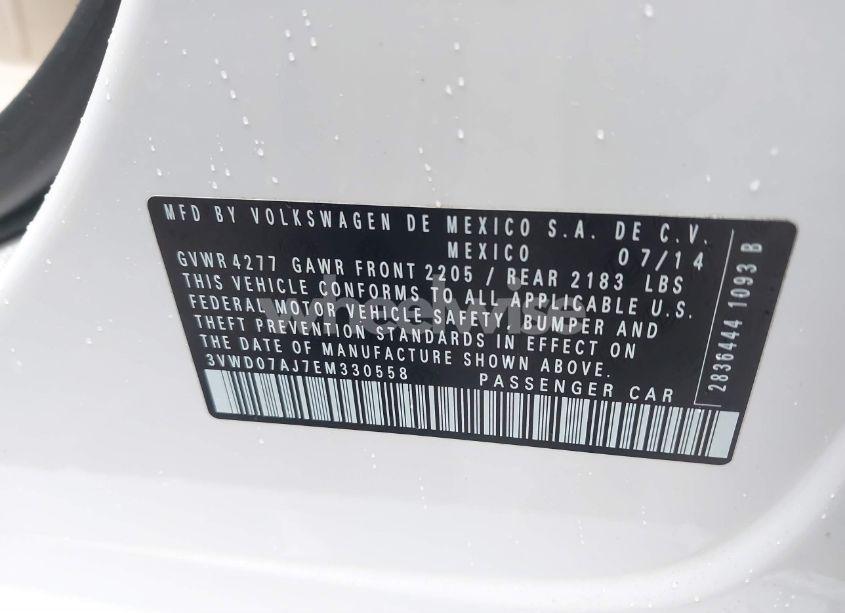 MFD BY VOLKSWAGEN DE MEXICO S.A. DE C.V.
MEXICO 07/14
GVWR 4277 GAWR FRONT 2205 / REAR 2183 LBS
THIS VEHICLE CONFORMS TO ALL APPLICABLE U.S.
FEDERAL MOTOR VEHICLE SAFETY, BUMPER AND
THEFT PREVENTION STANDARDS IN EFFECT ON
THE DATE OF MANUFACTURE SHOWN ABOVE.
3VWD07AJ7EM330558 PASSENGER CAR
2836444 1093 B
wheelwise